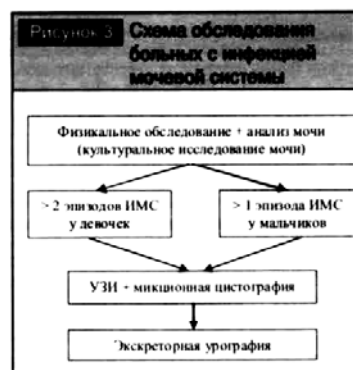 Рисунок 3 Схема обследования
больных с инфекцией
мочевой системы
Физикальное обследование + анализ мочи
(культуральное исследование мочи)
> 2 эпизодов ИМС
у девочек
> 1 эпизода ИМС
у мальчиков
УЗИ + микционная цистография
Экскреторная урография